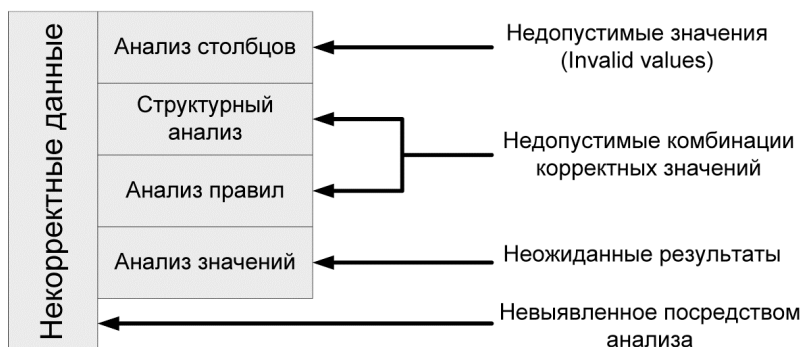 Некорректные данные
Анализ столбцов
Структурный
анализ
Анализ правил
Анализ значений
Недопустимые значения
(Invalid values)
Недопустимые комбинации
корректных значений
Неожиданные результаты
Невыявленное посредством
анализа